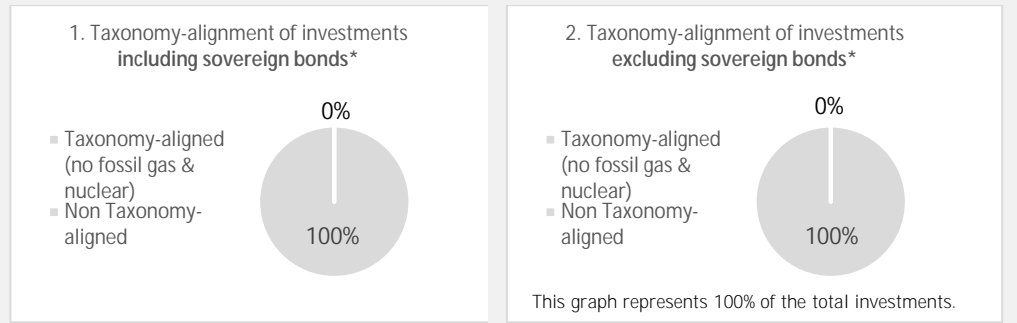 1. Taxonomy-alignment of investments
including sovereign bonds*
0%
Taxonomy-aligned
(no fossil gas &
nuclear)
Non Taxonomy-
aligned
100%
2. Taxonomy-alignment of investments
excluding sovereign bonds*
0%
Taxonomy-aligned
(no fossil gas &
nuclear)
Non Taxonomy-
aligned
100%
This graph represents 100% of the total investments.